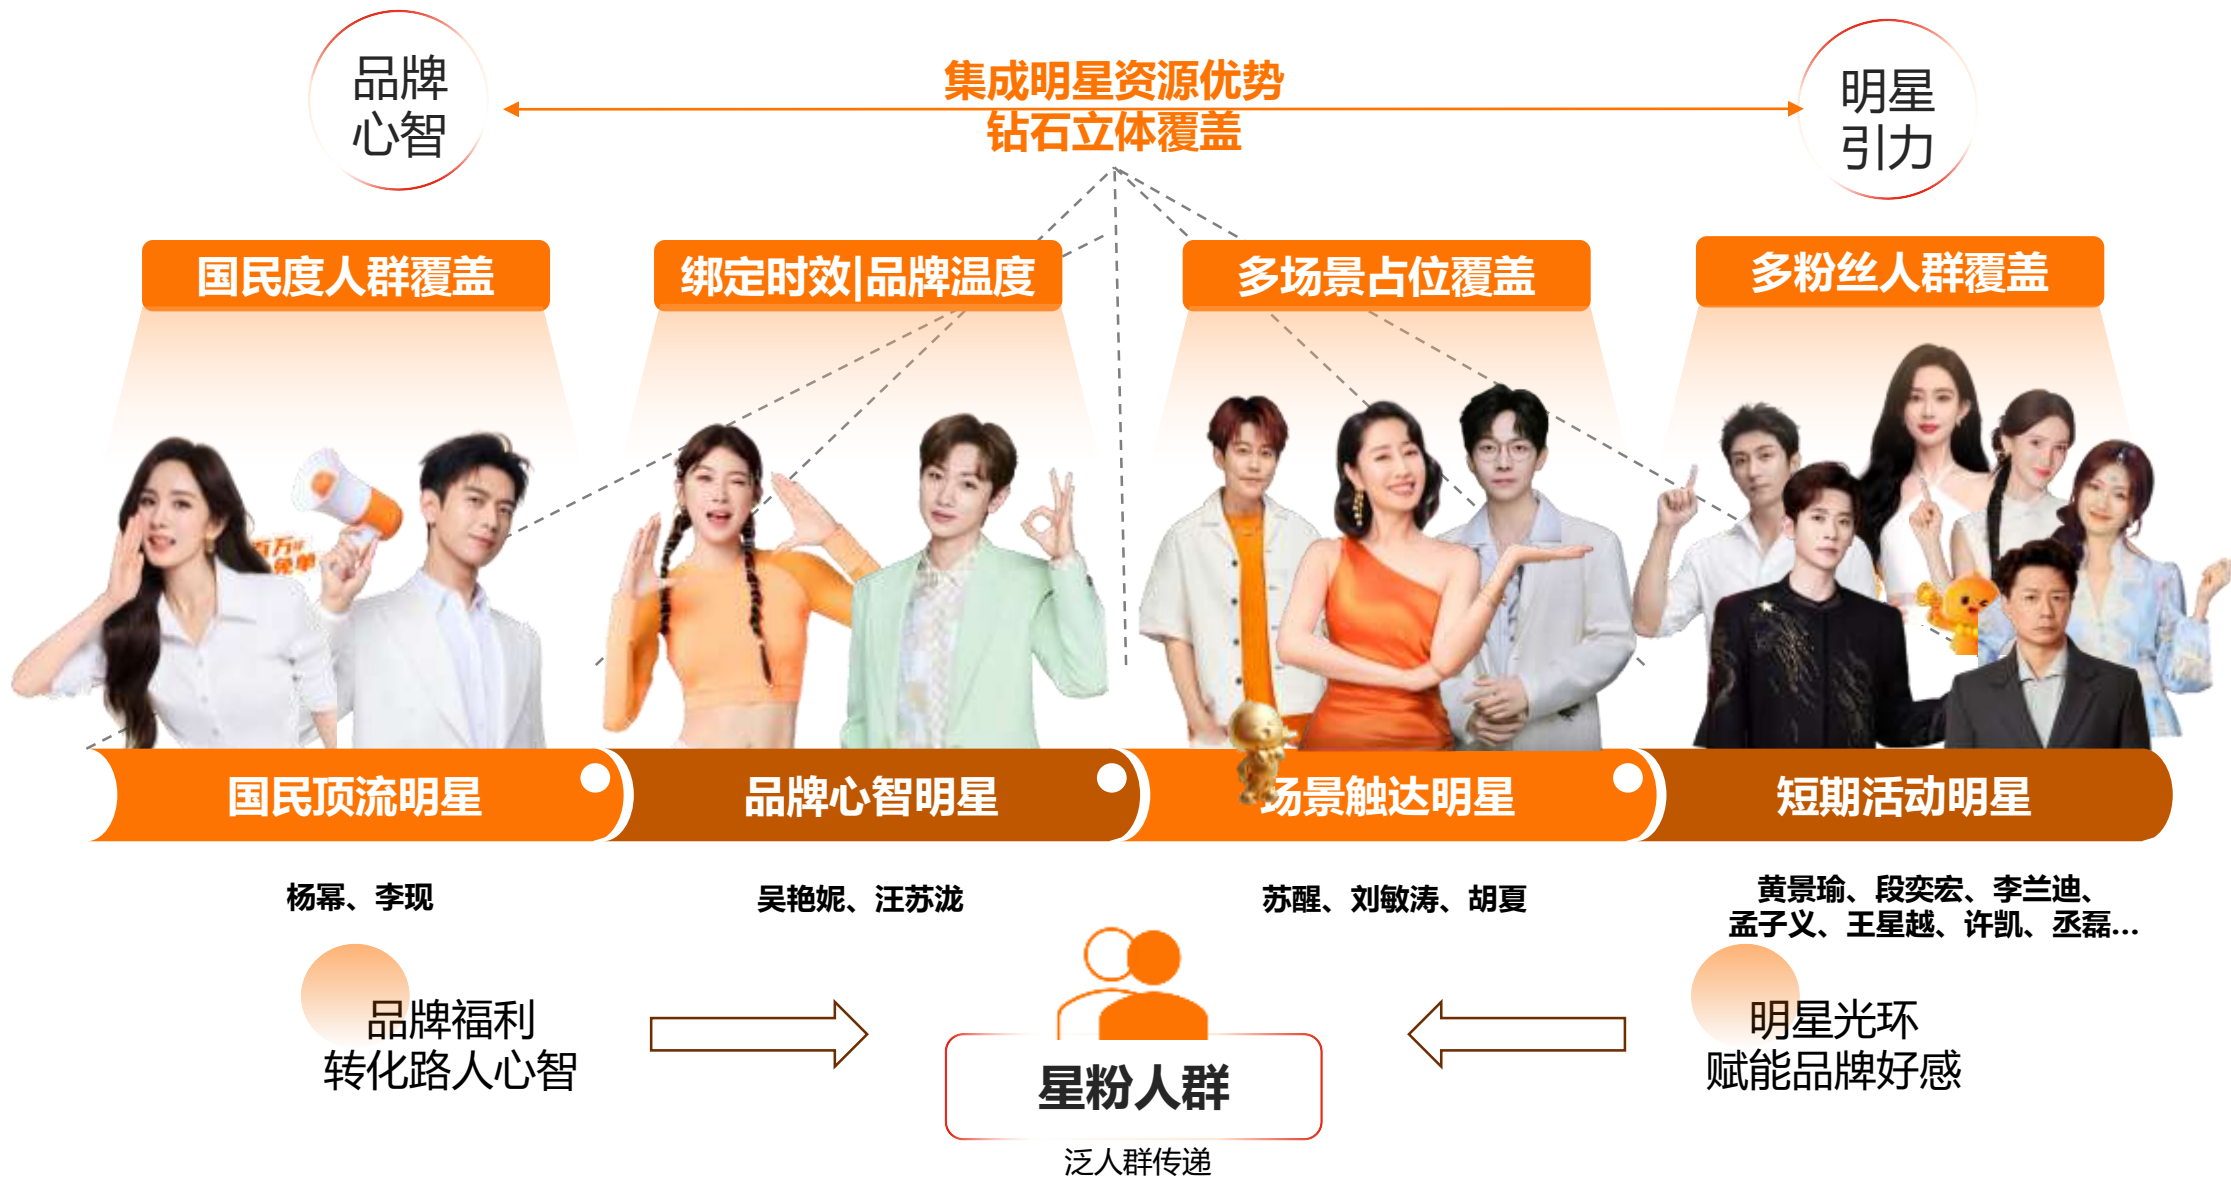 品牌
心智
集成明星资源优势
钻石立体覆盖
明星
引力
国民度人群覆盖
绑定时效|品牌温度
多场景占位覆盖
多粉丝人群覆盖
百万
免单
国民顶流明星
品牌心智明星
场景触达明星
短期活动明星
杨幂、李现
吴艳妮、汪苏泷
苏醒、刘敏涛、胡夏
黄景瑜、段奕宏、李兰迪、
孟子义、王星越、许凯、丞磊...
品牌福利
转化路人心智
星粉人群
泛人群传递
明星光环
赋能品牌好感